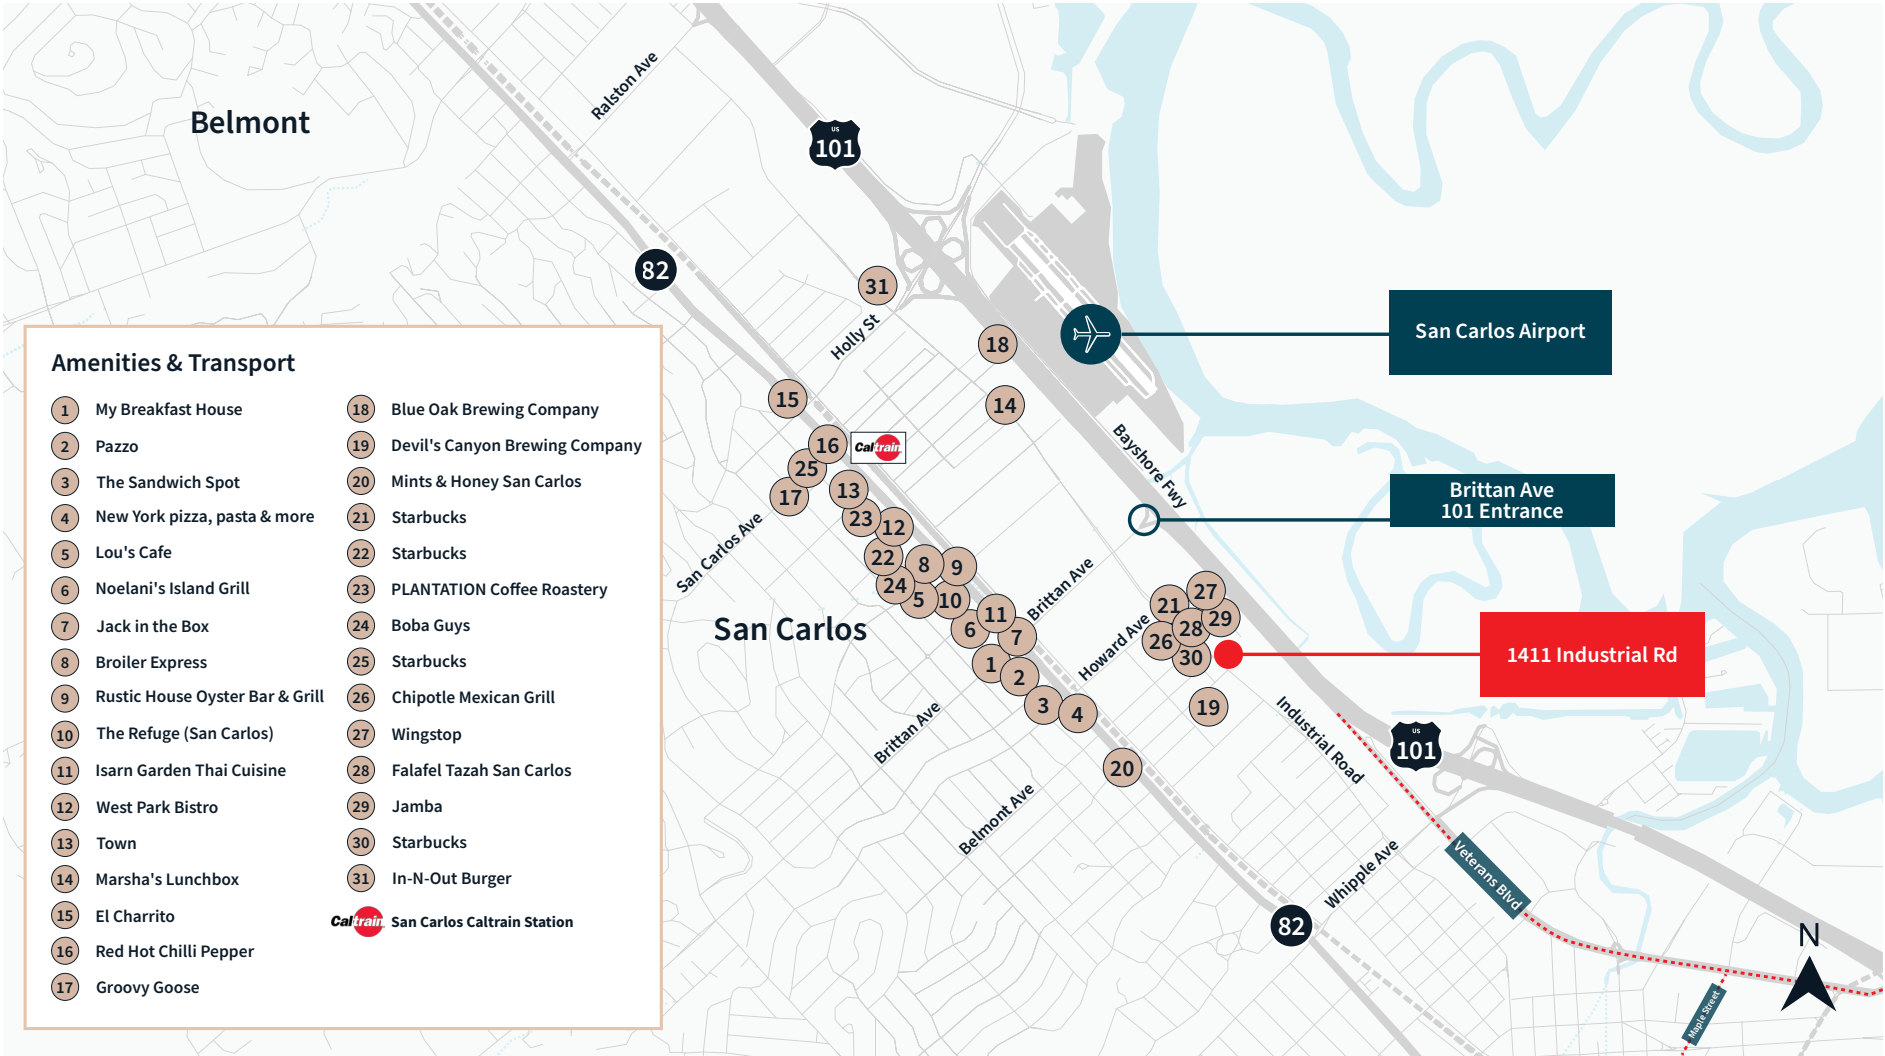 Belmont
Ralston Ave
US
101
82
31
Holly St
18
San Carlos Airport
14
15
16
Caltrain
25
17
13
23
12
Bayshore Fwy
Brittan Ave
101 Entrance
San Carlos Ave
22
8
9
24
5
10
11
6
7
Brittan Ave
San Carlos
1
2
3
4
Howard Ave
27
21
29
28
26
30
1411 Industrial Rd
19
Brittan Ave
20
Belmont Ave
Industrial Road
US
101
Whipple Ave
Veterans Blvd
82
N
Maple Street
Amenities & Transport
1 My Breakfast House
2 Pazzo
3 The Sandwich Spot
4 New York pizza, pasta & more
5 Lou's Cafe
6 Noelani's Island Grill
7 Jack in the Box
8 Broiler Express
9 Rustic House Oyster Bar & Grill
10 The Refuge (San Carlos)
11 Isarn Garden Thai Cuisine
12 West Park Bistro
13 Town
14 Marsha's Lunchbox
15 El Charrito
16 Red Hot Chilli Pepper
17 Groovy Goose
18 Blue Oak Brewing Company
19 Devil's Canyon Brewing Company
20 Mints & Honey San Carlos
21 Starbucks
22 Starbucks
23 PLANTATION Coffee Roastery
24 Boba Guys
25 Starbucks
26 Chipotle Mexican Grill
27 Wingstop
28 Falafel Tazah San Carlos
29 Jamba
30 Starbucks
31 In-N-Out Burger
Caltrain San Carlos Caltrain Station